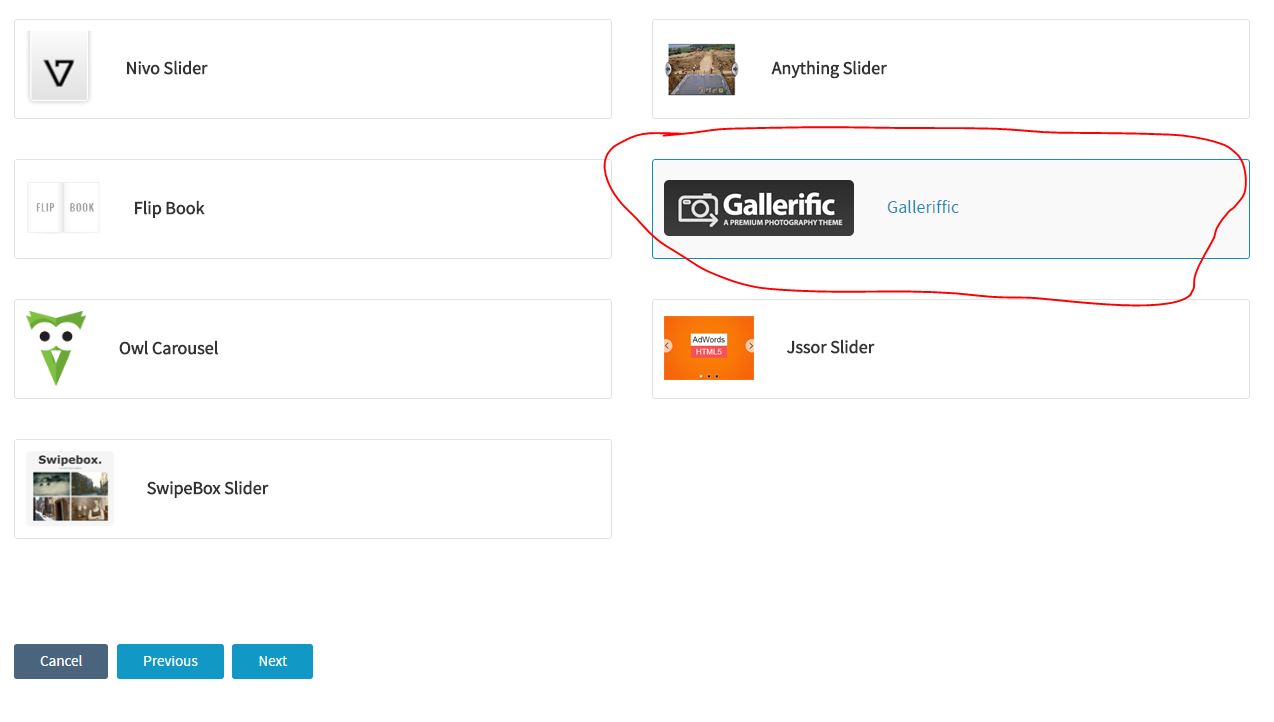 Nivo Slider
Anything Slider
FLIP BOOK
Flip Book
Gallerific
A PREMIUM PHOTOGRAPHY THEME
Galleriffic
Owl Carousel
AdWords
HTML5
Jssor Slider
Swipebox.
SwipeBox Slider
Cancel
Previous
Next